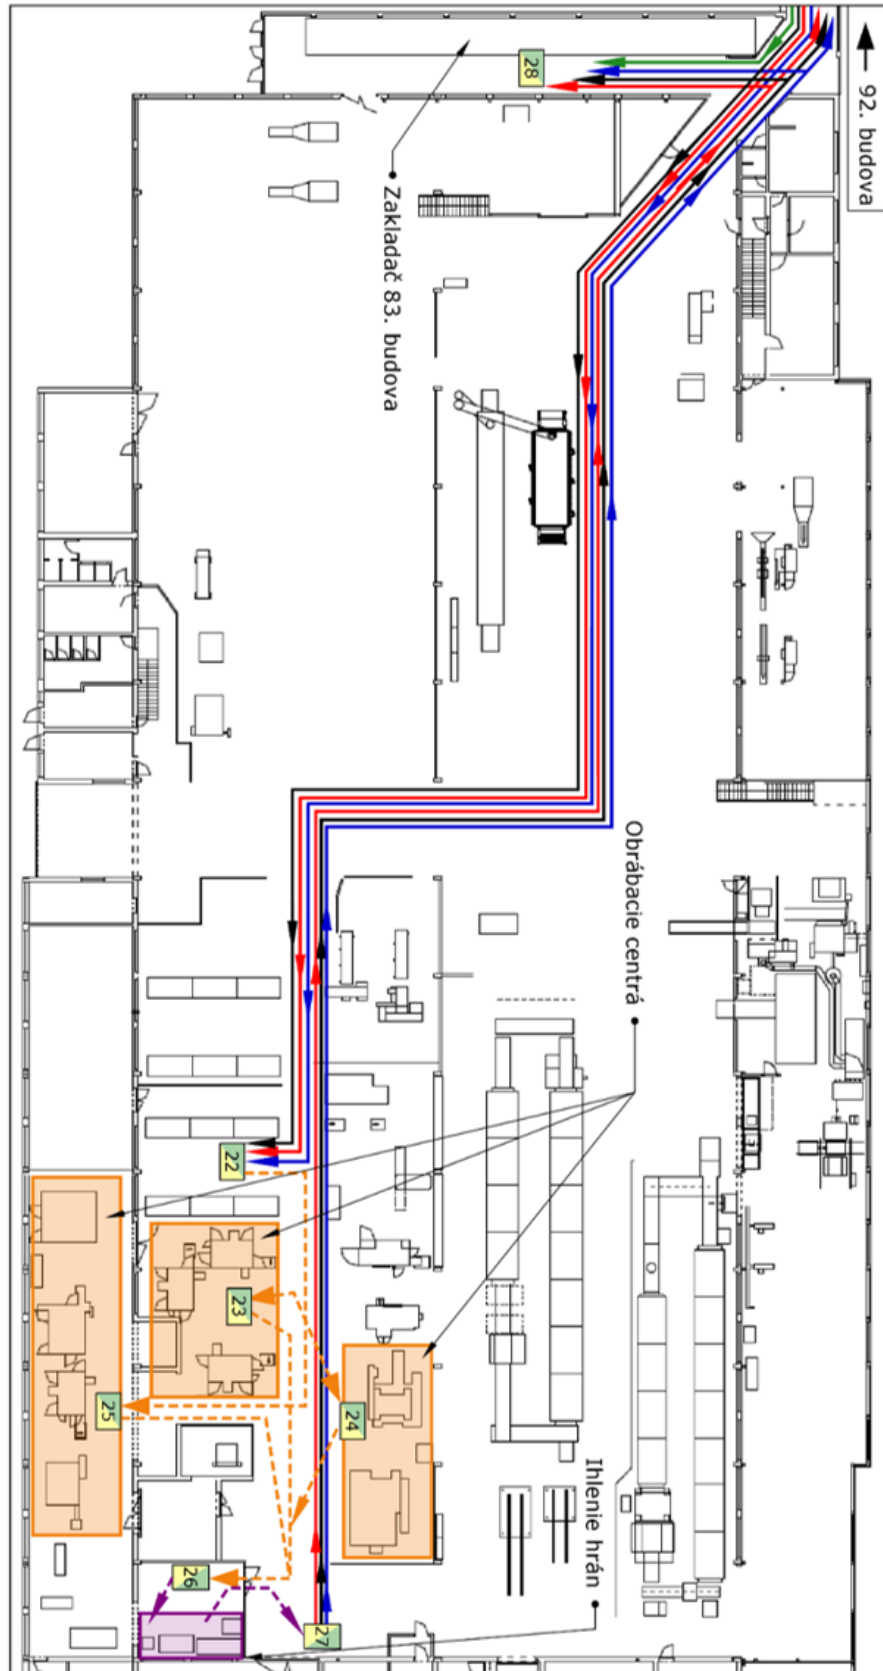 92. budova
28
Zakladač 83. budova
Obrábacie centrá
22
23
24
25
Ihlenie hrán
26
27